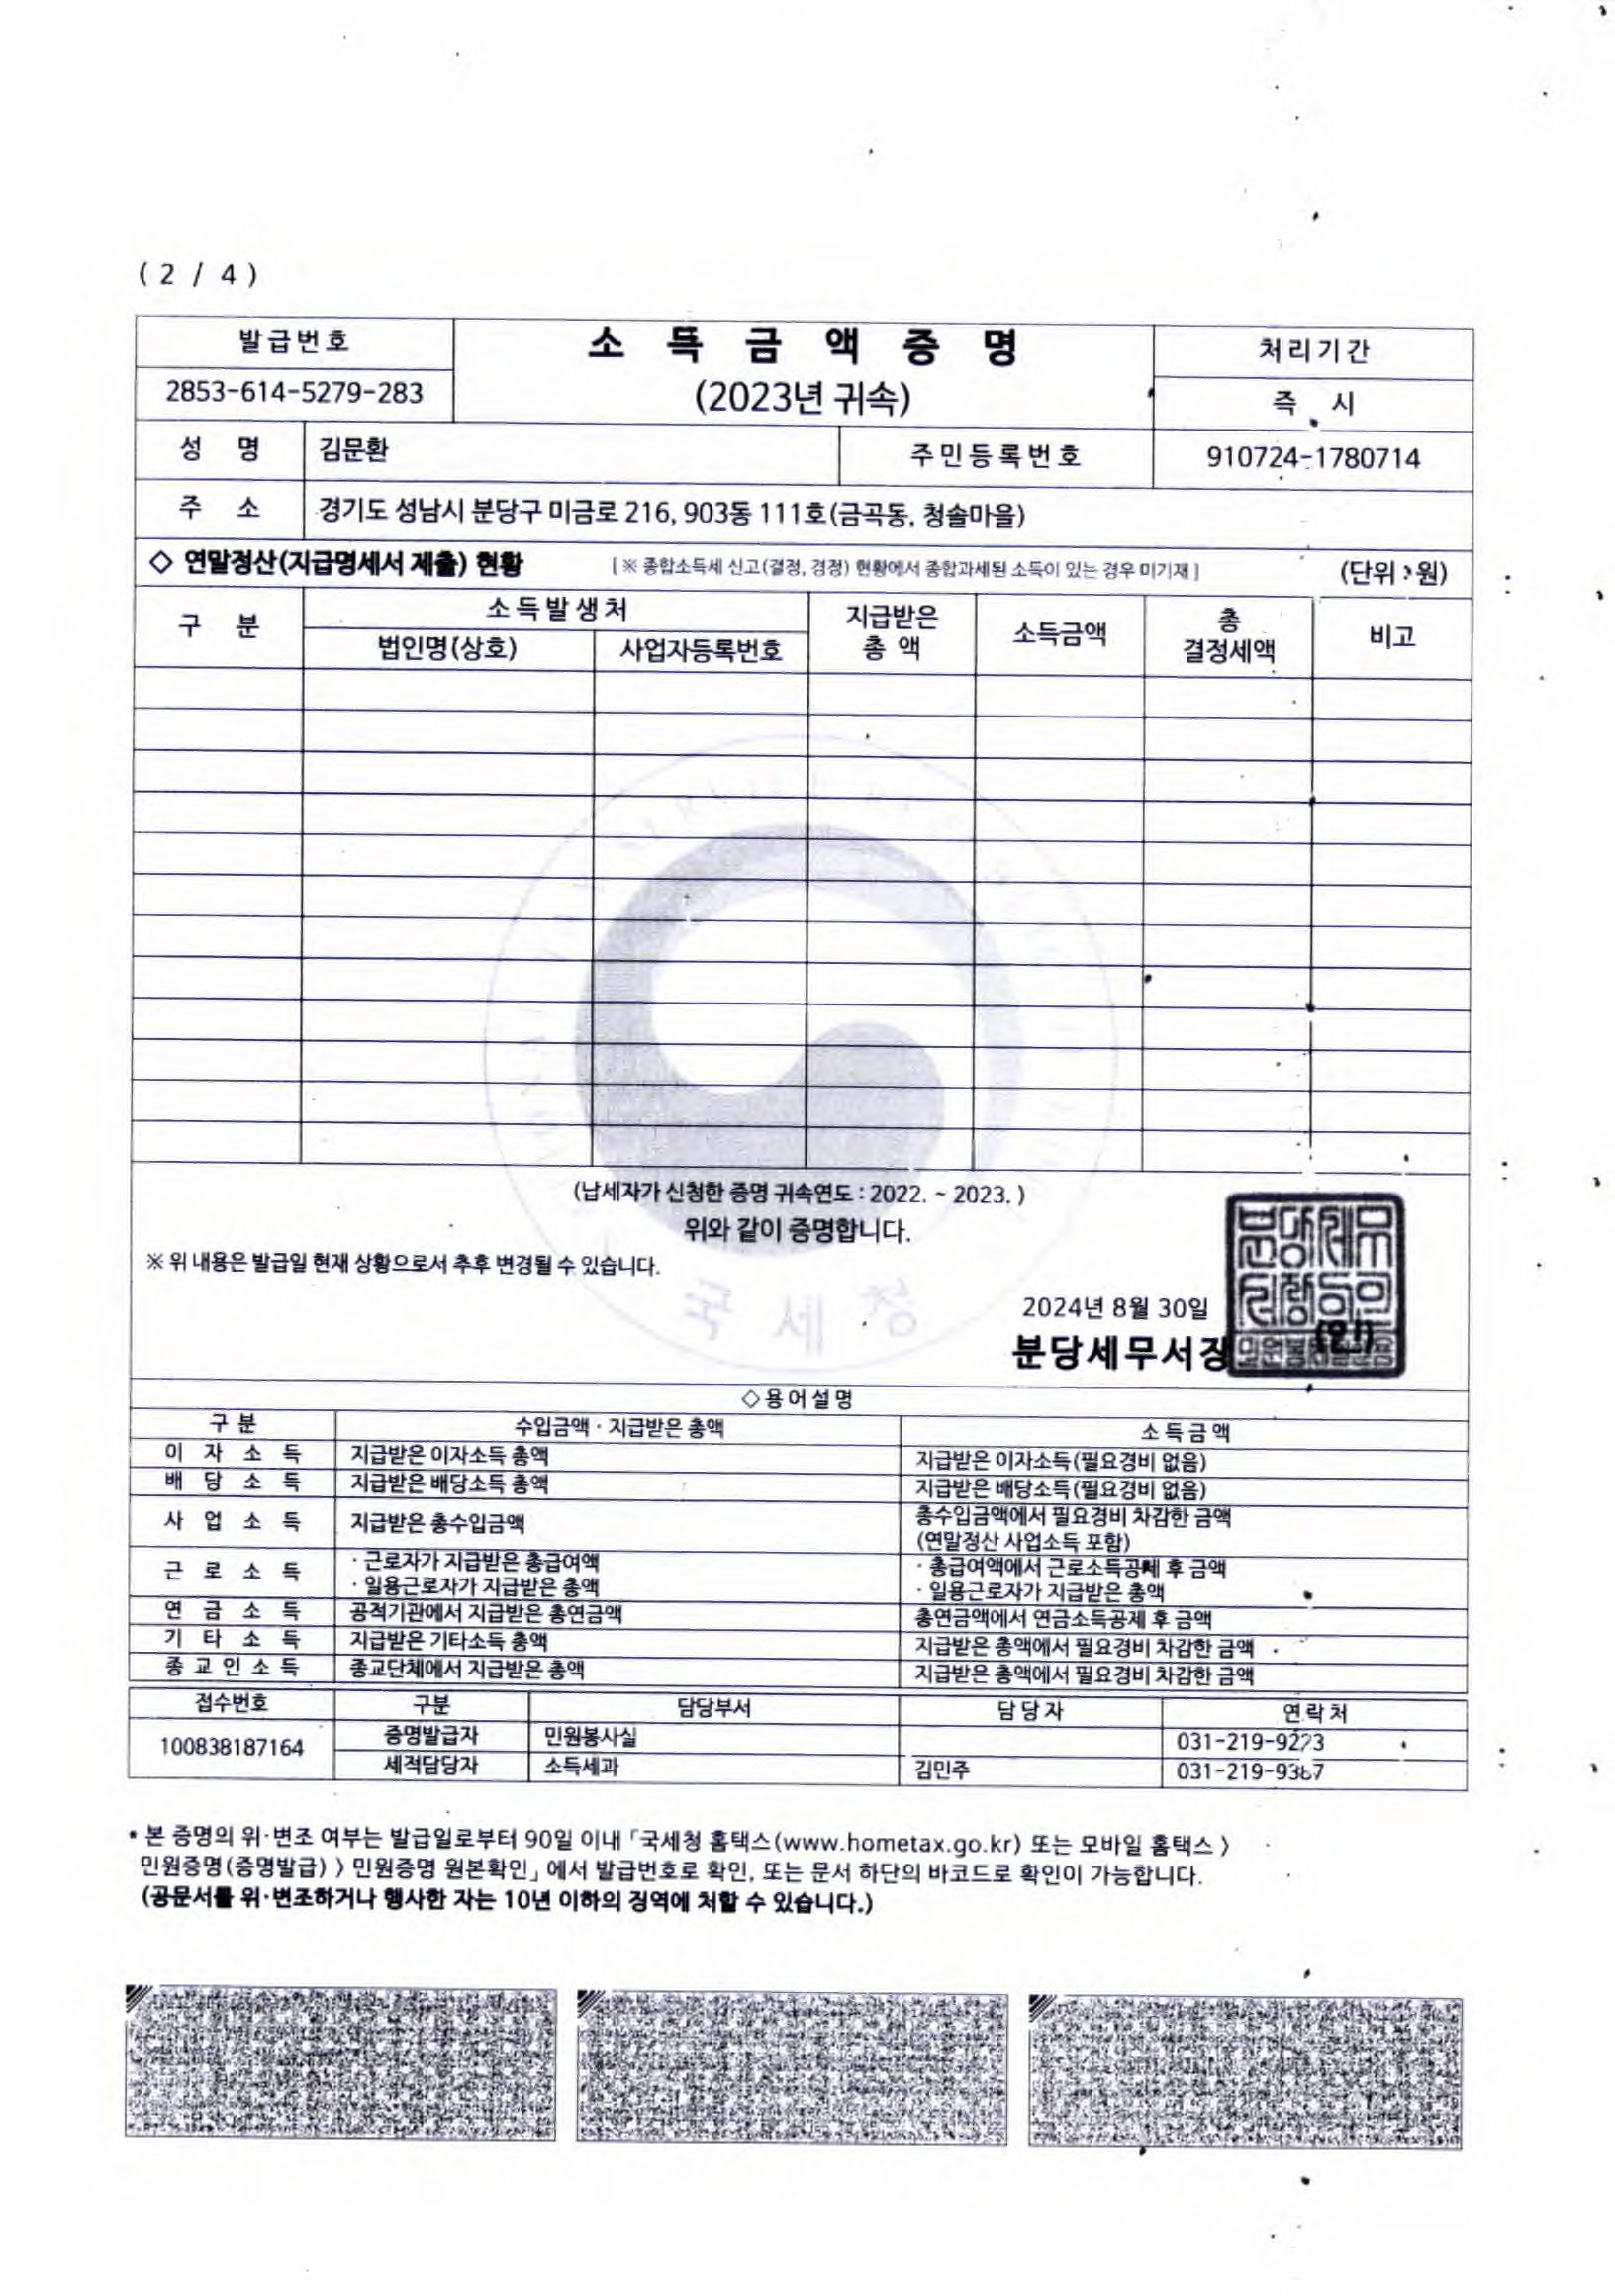 ( 2 / 4 )
발급번호
소 득 금 액 증 명
처리기간
2853-614-5279-283
(2023년 귀속)
즉 시
성 명 김문환 주민등록번호 910724-1780714
주 소 경기도 성남시 분당구 미금로 216, 903동 111호(금곡동, 청솔마을)
◇ 연말정산(지급명세서 제출) 현황 [ ※ 종합소득세 신고(결정, 경정) 현황에서 종합과세된 소득이 있는 경우 미기재 ] (단위 : 원)
구 분 소득발생처 지급받은 총 액 소득금액 총 결정세액 비고
법인명(상호) 사업자등록번호
(납세자가 신청한 증명 귀속연도 : 2022. ~ 2023. )
위와 같이 증명합니다.
※ 위 내용은 발급일 현재 상황으로서 추후 변경될 수 있습니다.
국세청
2024년 8월 30일
분당세무서장 (인)
◇용어설명
구 분 수입금액 · 지급받은 총액 소득금액
이 자 소 득 지급받은 이자소득 총액 지급받은 이자소득(필요경비 없음)
배 당 소 득 지급받은 배당소득 총액 지급받은 배당소득(필요경비 없음)
사 업 소 득 지급받은 총수입금액 총수입금액에서 필요경비 차감한 금액
(연말정산 사업소득 포함)
근 로 소 득 · 근로자가 지급받은 총급여액 · 총급여액에서 근로소득공제 후 금액
· 일용근로자가 지급받은 총액 · 일용근로자가 지급받은 총액
연 금 소 득 공적기관에서 지급받은 총연금액 총연금액에서 연금소득공제 후 금액
기 타 소 득 지급받은 기타소득 총액 지급받은 총액에서 필요경비 차감한 금액
종교인소득 종교단체에서 지급받은 총액 지급받은 총액에서 필요경비 차감한 금액
접수번호 구분 담당부서 담당자 연락처
100838187164 증명발급자 민원봉사실
세적담당자 소득세과 김민주
* 본 증명의 위·변조 여부는 발급일로부터 90일 이내 「국세청 홈택스(www.hometax.go.kr) 또는 모바일 홈택스 〉
민원증명(증명발급) 〉 민원증명 원본확인」에서 발급번호로 확인, 또는 문서 하단의 바코드로 확인이 가능합니다.
(공문서를 위·변조하거나 행사한 자는 10년 이하의 징역에 처할 수 있습니다.)